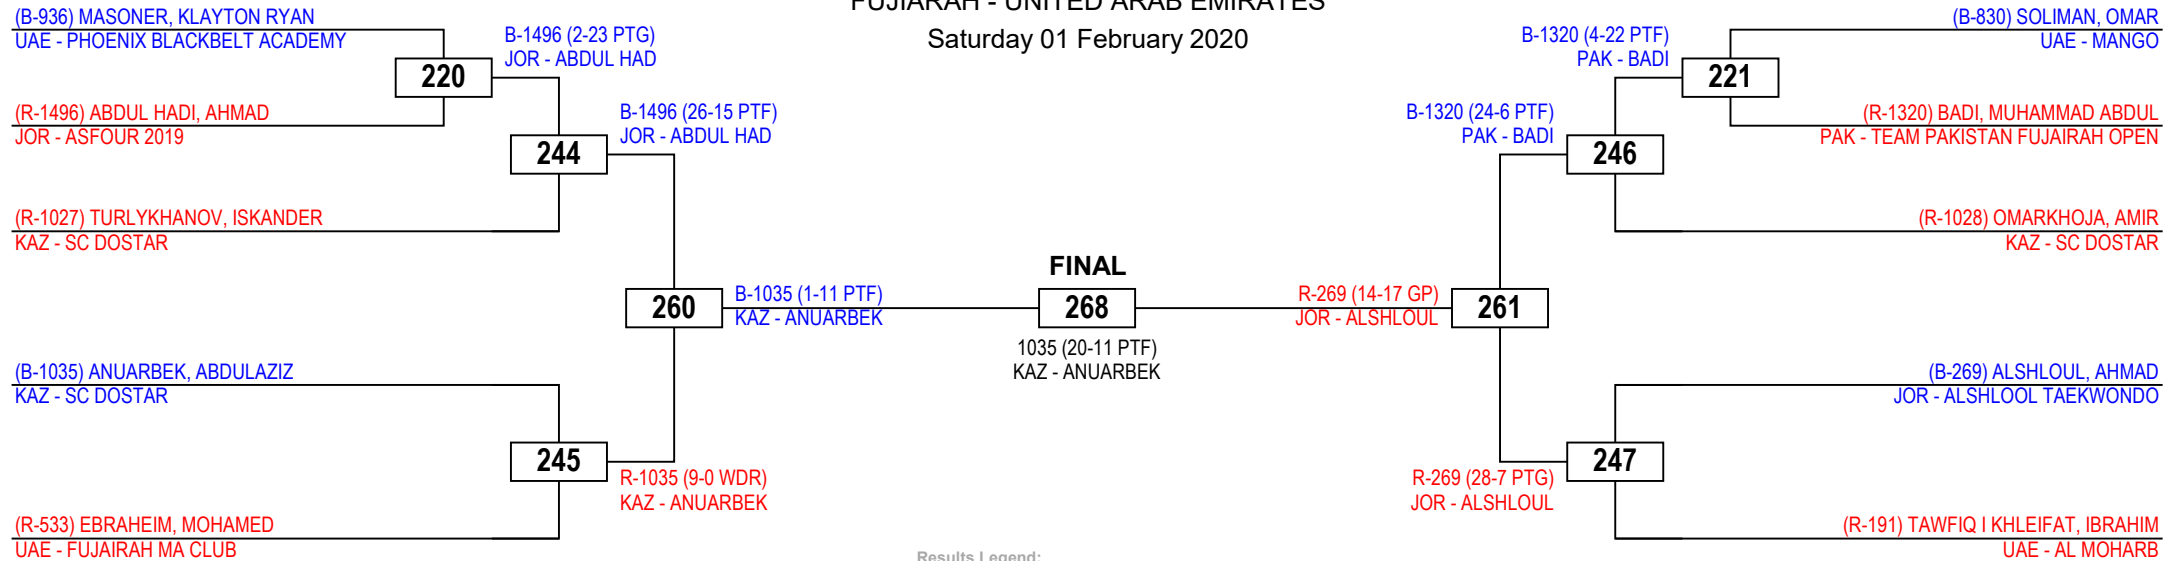 FUJIARAH - UNITED ARAB EMIRATES
Saturday 01 February 2020
(B-936) MASONER, KLAYTON RYAN
UAE - PHOENIX BLACKBELT ACADEMY
220
(R-1496) ABDUL HADI, AHMAD
JOR - ASFOUR 2019
B-1496 (2-23 PTG)
JOR - ABDUL HAD
244
(R-1027) TURLYKHANOV, ISKANDER
KAZ - SC DOSTAR
B-1496 (26-15 PTF)
JOR - ABDUL HAD
260
(B-1035) ANUARBEK, ABDULAZIZ
KAZ - SC DOSTAR
245
(R-533) EBRAHEIM, MOHAMED
UAE - FUJAIRAH MA CLUB
R-1035 (9-0 WDR)
KAZ - ANUARBEK
B-1035 (1-11 PTF)
KAZ - ANUARBEK
FINAL
268
1035 (20-11 PTF)
KAZ - ANUARBEK
R-269 (14-17 GP)
JOR - ALSHLOUL
261
B-1320 (24-6 PTF)
PAK - BADI
246
B-1320 (4-22 PTF)
PAK - BADI
221
(B-830) SOLIMAN, OMAR
UAE - MANGO
(R-1320) BADI, MUHAMMAD ABDUL
PAK - TEAM PAKISTAN FUJAIRAH OPEN
(R-1028) OMARKHOJA, AMIR
KAZ - SC DOSTAR
(B-269) ALSHLOUL, AHMAD
JOR - ALSHLOOL TAEKWONDO
247
R-269 (28-7 PTG)
JOR - ALSHLOUL
(R-191) TAWFIQ I KHLEIFAT, IBRAHIM
UAE - AL MOHARB
Results Legend: